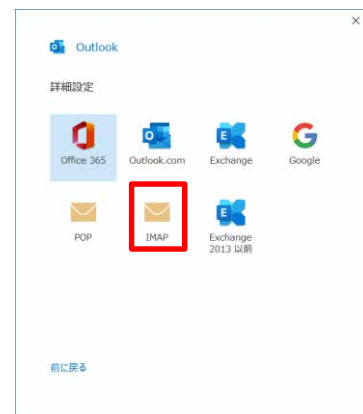 Outlook
詳細設定
Office 365 Outlook.com Exchange Google
POP IMAP Exchange
2013 以前
前に戻る